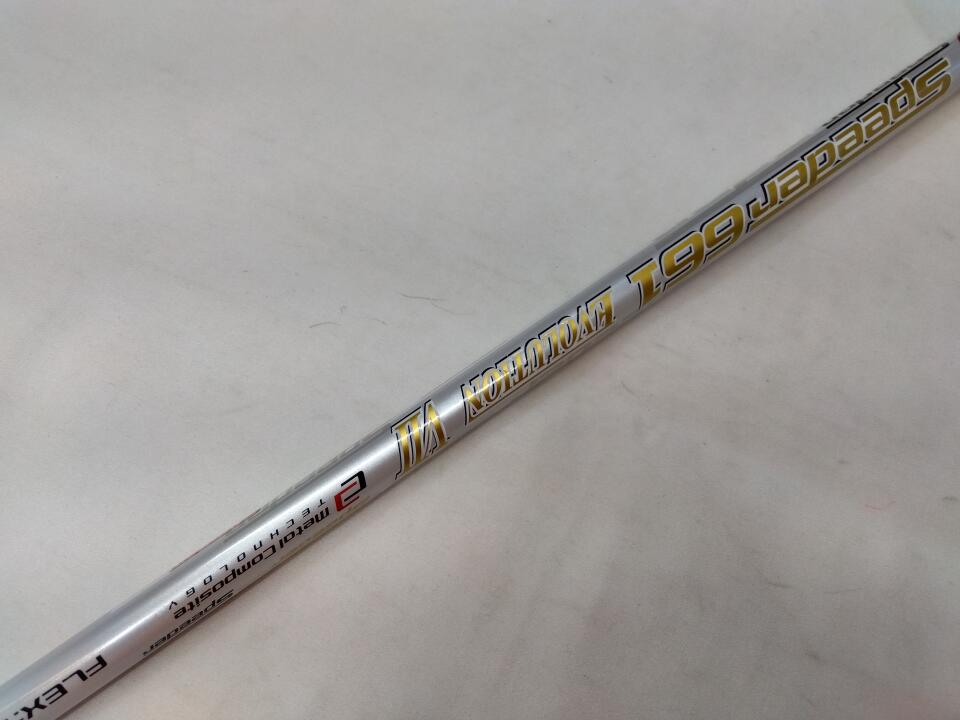 Speeder 661
EVOLUTION VII
metal composite
TECHNOLOGY
Speeder
FLEX: